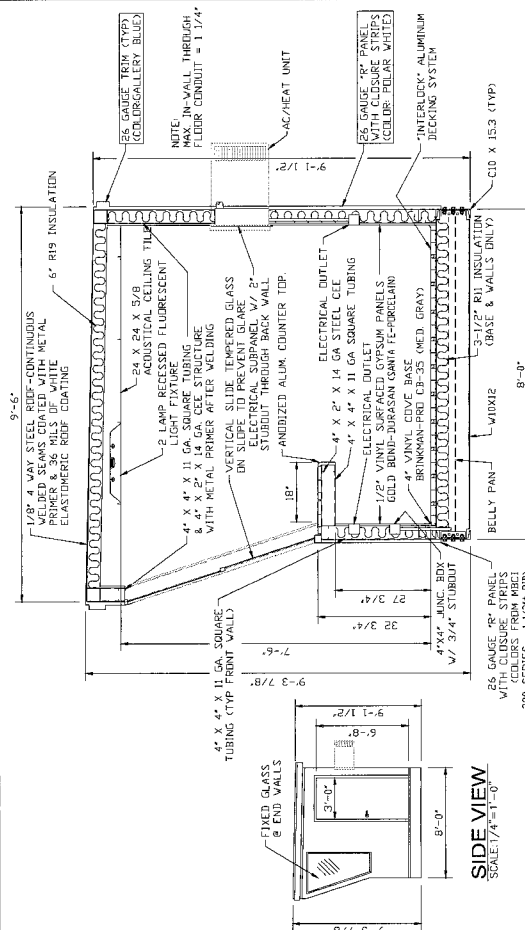 9'-6"
1/8" 4 WAY STEEL ROOF-CONTINUOUS
WELDED SEAMS COATED WITH METAL
PRIMER & 36 MILS OF WHITE
ELASTOMERIC ROOF COATING
6" R19 INSULATION
26 GAUGE TRIM (TYP)
(COLOR:GALLERY BLUE)
NOTE:
MAX. IN-WALL THROUGH
FLOOR CONDUIT = 1 1/4"
AC/HEAT UNIT
26 GAUGE "R" PANEL
WITH CLOSURE STRIPS
(COLOR: POLAR WHITE)
9'-1 1/2"
"INTERLOCK" ALUMINUM
DECKING SYSTEM
C10 X 15.3 (TYP)
24 X 24 X 5/8
ACOUSTICAL CEILING TILE
2 LAMP RECESSED FLUORESCENT
LIGHT FIXTURE
4" X 4" X 11 GA. SQUARE TUBING
& 4" X 2" X 14 GA. CEE STRUCTURE
WITH METAL PRIMER AFTER WELDING
VERTICAL SLIDE TEMPERED GLASS
ON SLOPE TO PREVENT GLARE
ELECTRICAL SUBPANEL W/ 2"
STUBOUT THROUGH BACK WALL
ANODIZED ALUM. COUNTER TOP.
18"
ELECTRICAL OUTLET
4" X 2" X 14 GA STEEL CEE
4" X 4" X 11 GA SQUARE TUBING
ELECTRICAL OUTLET
1/2" VINYL SURFACED GYPSUM PANELS
GOLD BOND-DURASAN (SANTA FE-PORCELAIN)
4" VINYL COVE BASE
BRINKMAN-PRO CB-35 (MED. GRAY)
3-1/2" R11 INSULATION
(BASE & WALLS ONLY)
W10X12
BELLY PAN
8'-0"
4" X 4" X 11 GA. SQUARE
TUBING (TYP FRONT WALL)
9'-3 7/8"
7'-6"
32 3/4"
27 3/4"
4"X4" JUNC. BOX
W/ 3/4" STUBOUT
26 GAUGE "R" PANEL
WITH CLOSURE STRIPS
(COLORS FROM MBCI
FIXED GLASS
@ END WALLS
3'-0"
6'-8"
9'-1 1/2"
8'-0"
SIDE VIEW
SCALE:1/4"=1'-0"